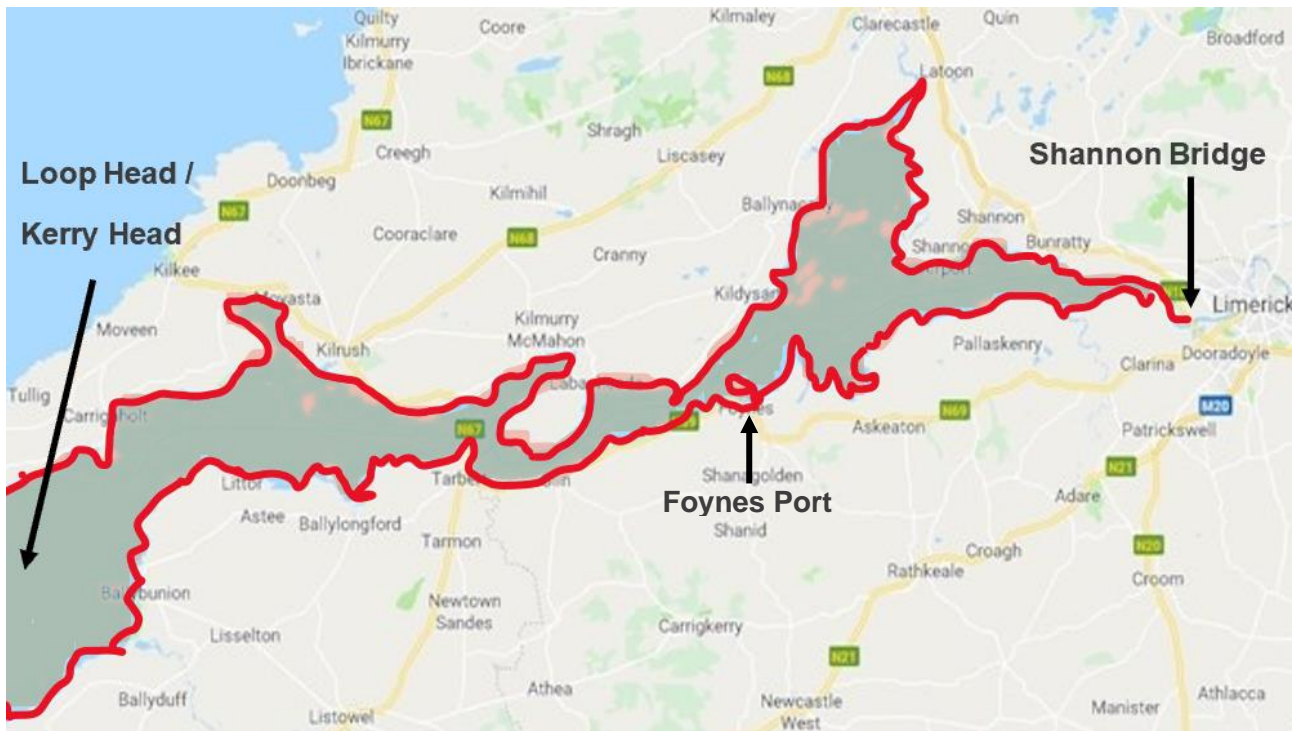 Quilty
Kilmurry
Ibrickane
Coore
Kilmaley
Clarecastle
Quin
Broadford
N68
Latoon
N67
Shragh
Creegh
Liscasey
Shannon Bridge
Loop Head /
Kerry Head
Doonbeg
Kilmihil
N67
Cooraclare
N68
Cranny
Shannon
Bunratty
Kilkee
Moveen
Kildysart
Kilmurry
McMahon
Kilrush
Limerick
Pallaskenry
Clarina
Dooradoyle
Tullig
N67
Foynes
Askeaton
N69
M20
Patrickswell
Shanagolden
N21
Astee
Ballylongford
Foynes Port
Adare
Shanid
Tarmon
Croagh
N20
Rathkeale
Croom
Newtown
Sandes
Lisselton
Carrigkerry
N21
Ballyduff
Athea
Newcastle
West
Manister
Athlacca
Listowel